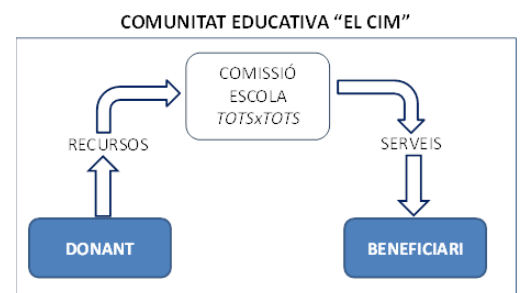 COMUNITAT EDUCATIVA “EL CIM”
COMISSIÓ
ESCOLA
TOTSxTOTS
RECURSOS
SERVEIS
DONANT
BENEFICIARI